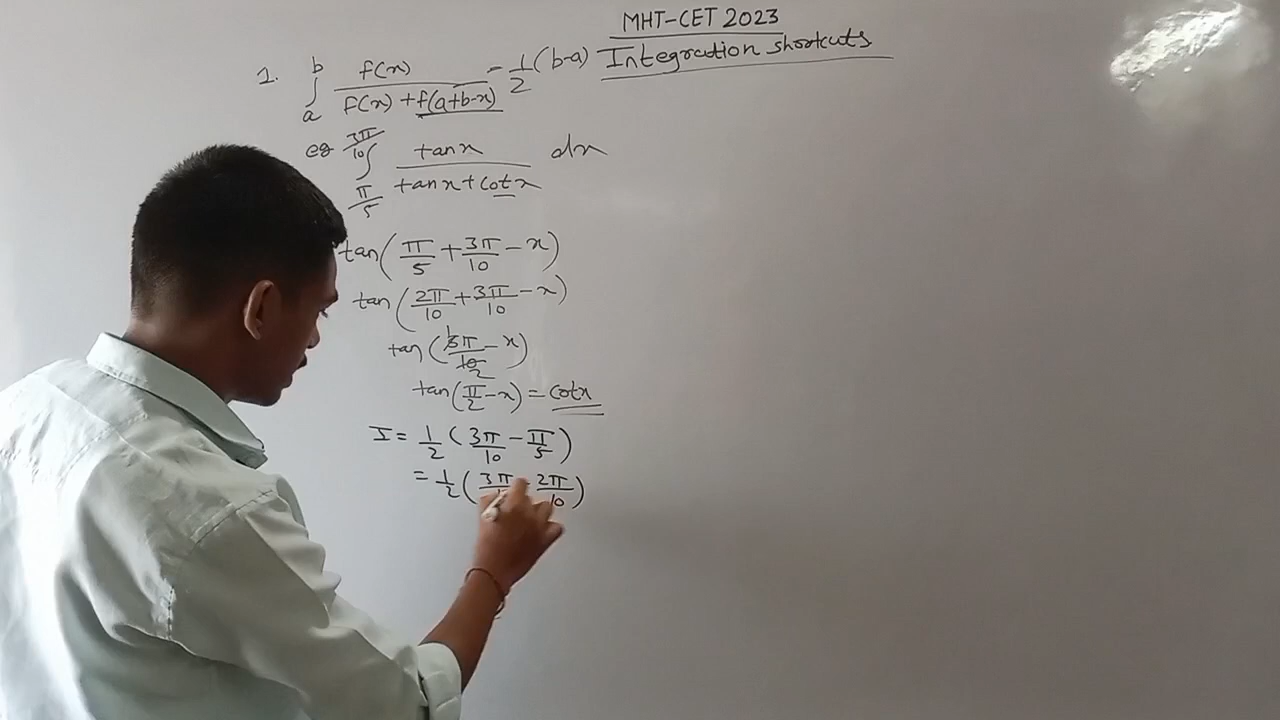 MHT-CET 2023
Integration shortcuts
1. ∫ₐᵇ f(x) / (f(x) + f(a+b-x)) = 1/2 (b-a)
eg ∫_{π/5}^{3π/10} tan x / (tan x + cot x) dx
tan(π/5 + 3π/10 - x)
tan(2π/10 + 3π/10 - x)
tan(5π/10 - x)
tan(π/2 - x) = cot x
I = 1/2 (3π/10 - π/5)
= 1/2 (3π/10 - 2π/10)